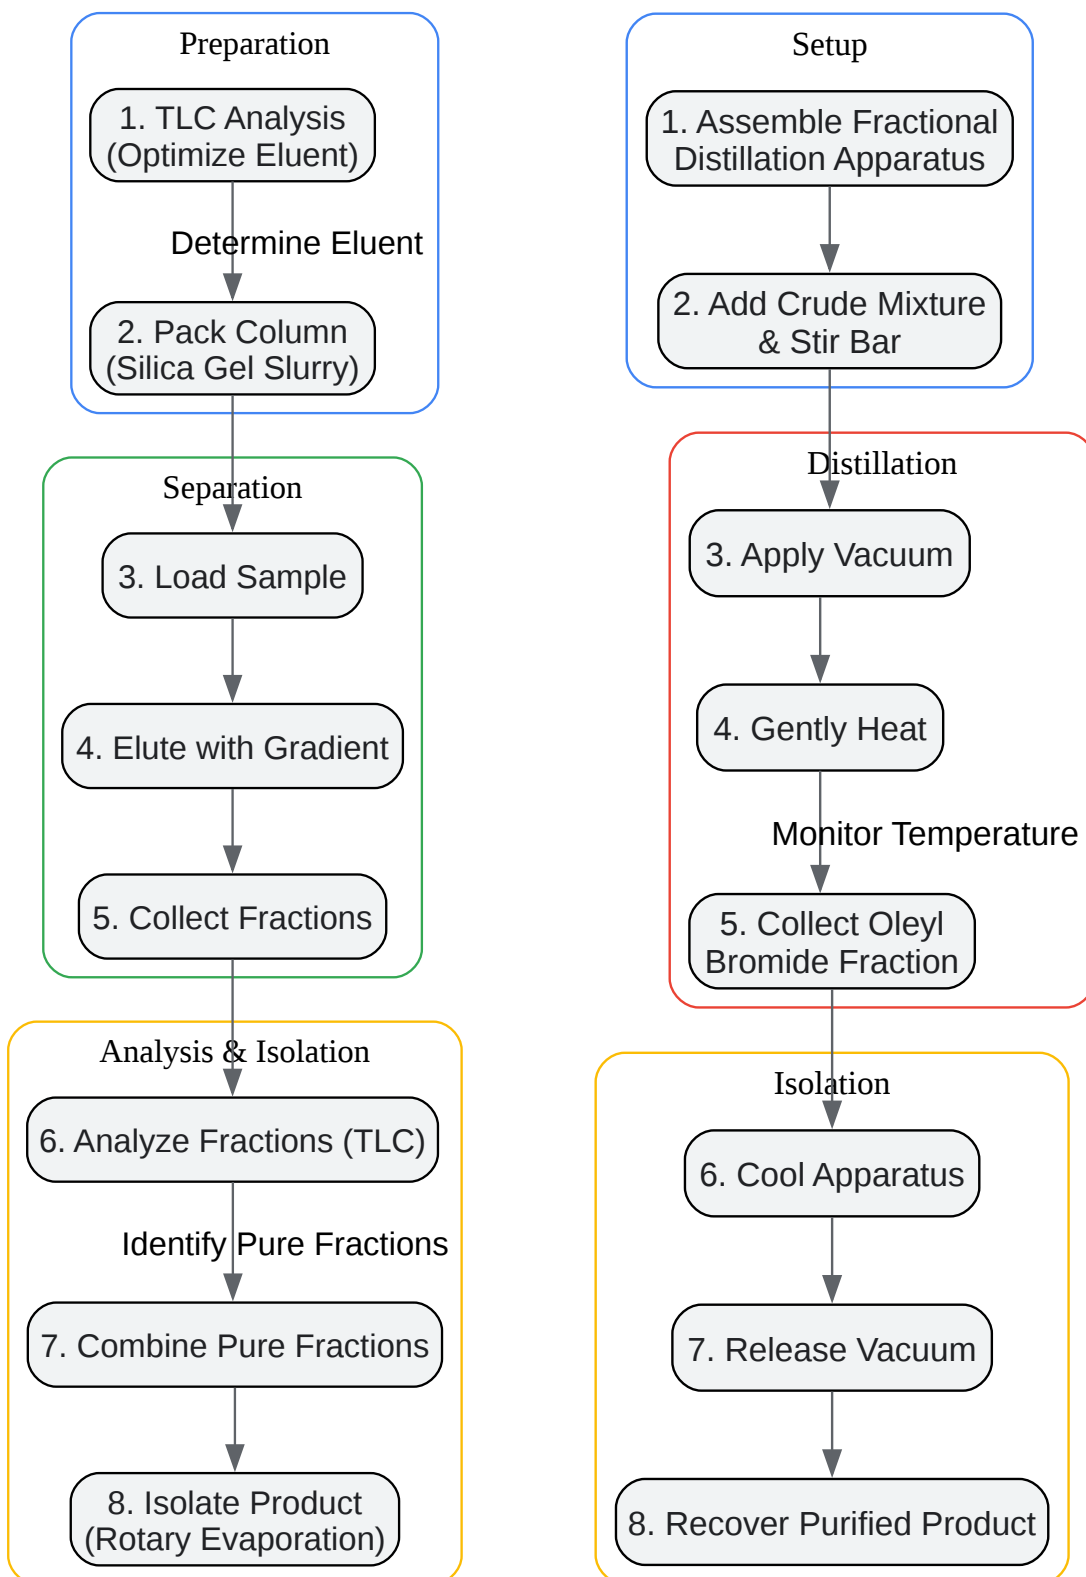 Preparation
1. TLC Analysis
(Optimize Eluent)
Determine Eluent
2. Pack Column
(Silica Gel Slurry)
Separation
3. Load Sample
4. Elute with Gradient
5. Collect Fractions
Analysis & Isolation
6. Analyze Fractions (TLC)
Identify Pure Fractions
7. Combine Pure Fractions
8. Isolate Product
(Rotary Evaporation)
Setup
1. Assemble Fractional
Distillation Apparatus
2. Add Crude Mixture
& Stir Bar
Distillation
3. Apply Vacuum
4. Gently Heat
Monitor Temperature
5. Collect Oleyl
Bromide Fraction
Isolation
6. Cool Apparatus
7. Release Vacuum
8. Recover Purified Product